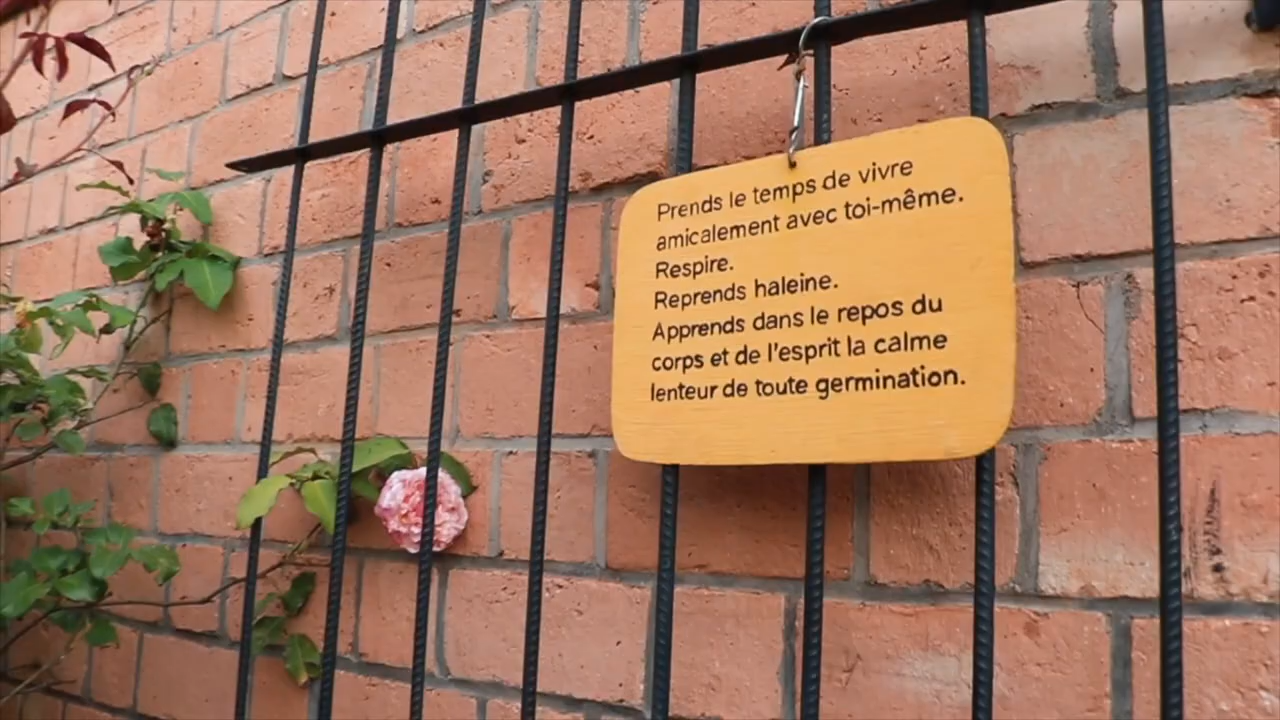 Prends le temps de vivre
amicalement avec toi-même.
Respire.
Reprends haleine.
Apprends dans le repos du
corps et de l'esprit la calme
lenteur de toute germination.